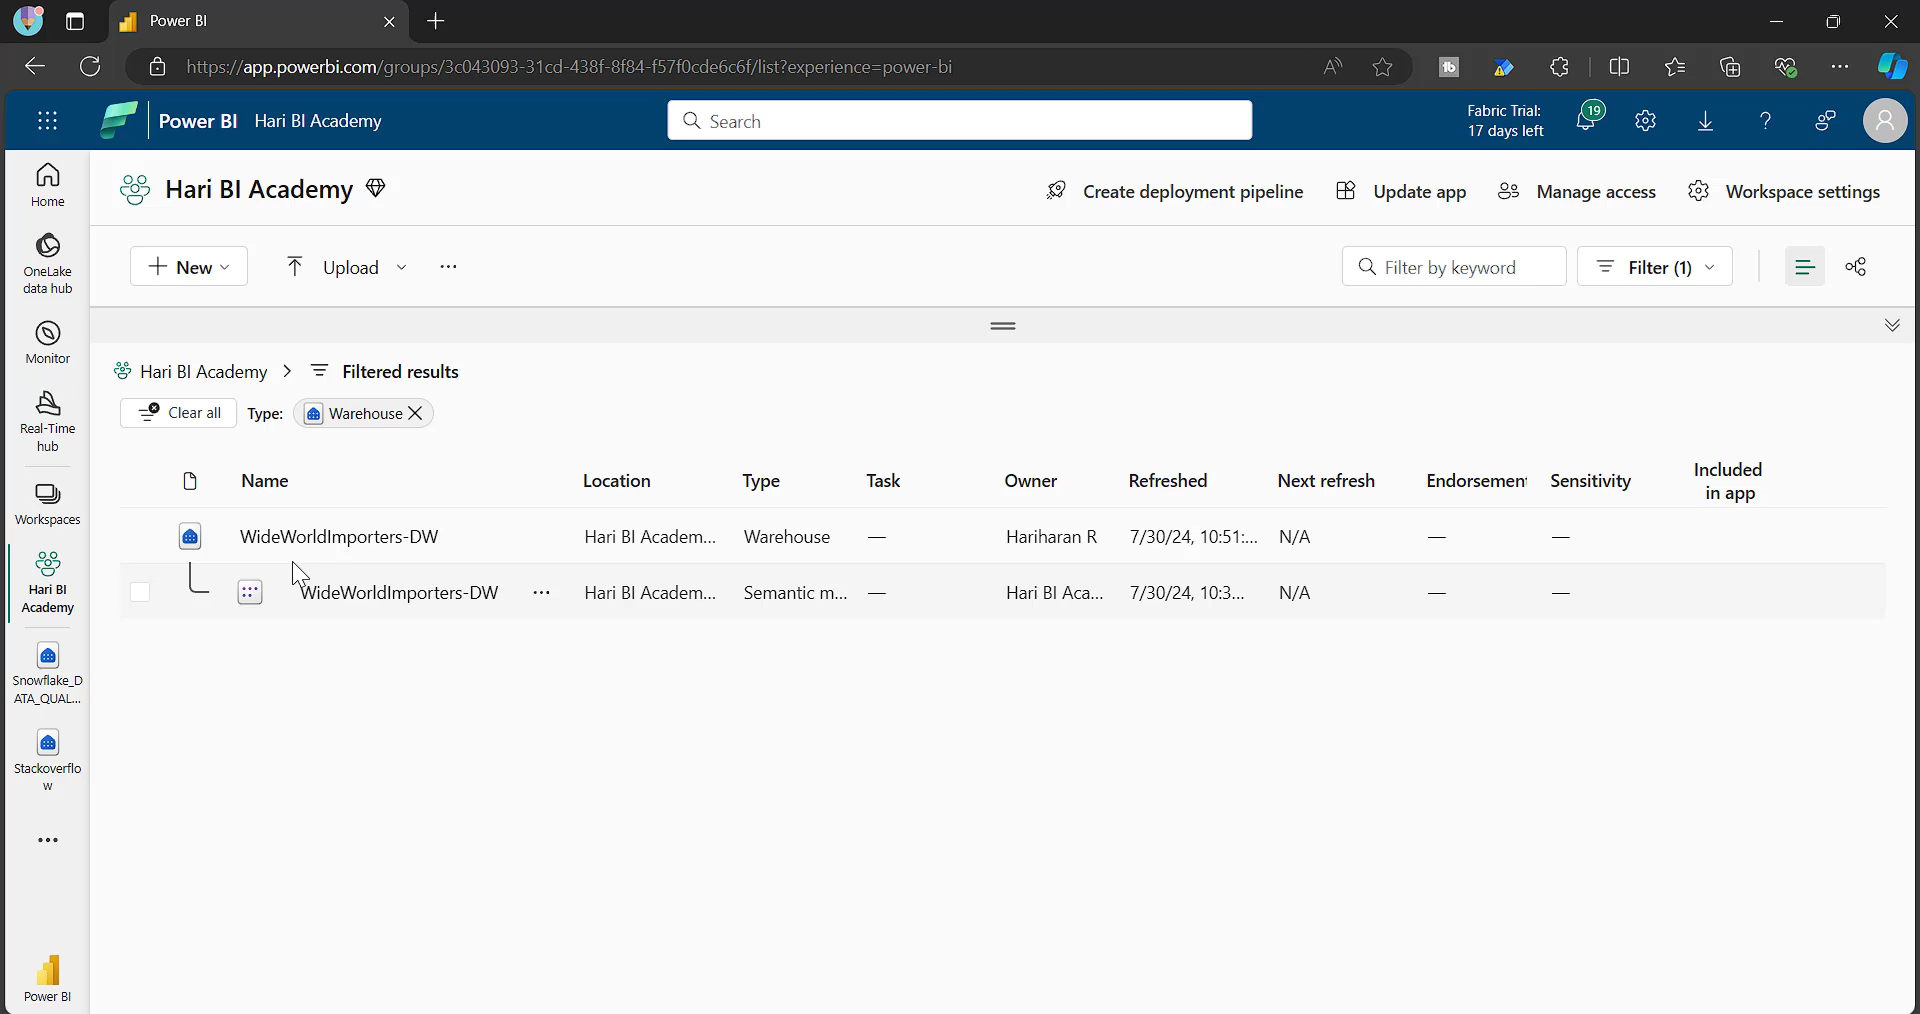 Power BI
https://app.powerbi.com/groups/3c043093-31cd-438f-8f84-f57f0cde6c6f/list?experience=power-bi
Power BI Hari BI Academy
Search
Fabric Trial:
17 days left
19
Home
OneLake
data hub
Monitor
Real-Time
hub
Workspaces
Hari BI
Academy
Snowflake_D
ATA_QUAL...
Stackoverflo
w
Power BI
Hari BI Academy
Create deployment pipeline
Update app
Manage access
Workspace settings
New
Upload
Filter by keyword
Filter (1)
Hari BI Academy > Filtered results
Clear all Type: Warehouse
Name Location Type Task Owner Refreshed Next refresh Endorsement Sensitivity Included
in app
WideWorldImporters-DW Hari BI Academ... Warehouse — Hariharan R 7/30/24, 10:51:... N/A — —
WideWorldImporters-DW ... Hari BI Academ... Semantic m... — Hari BI Aca... 7/30/24, 10:3... N/A — —